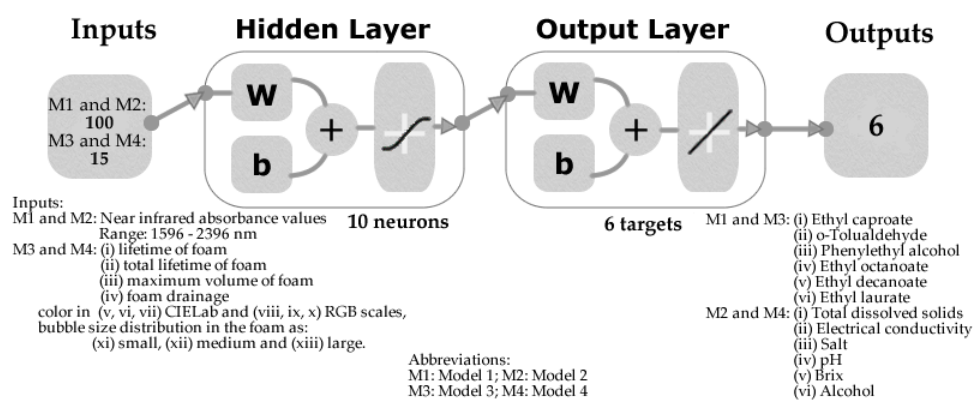 Inputs
Hidden Layer
Output Layer
Outputs
M1 and M2:
100
M3 and M4:
15
W
b
+
10 neurons
W
b
+
6 targets
6
Inputs:
M1 and M2: Near infrared absorbance values
Range: 1596 - 2396 nm
M3 and M4: (i) lifetime of foam
(ii) total lifetime of foam
(iii) maximum volume of foam
(iv) foam drainage
color in (v, vi, vii) CIELab and (viii, ix, x) RGB scales,
bubble size distribution in the foam as:
(xi) small, (xii) medium and (xiii) large.
M1 and M3: (i) Ethyl caproate
(ii) o-Tolualdehyde
(iii) Phenylethyl alcohol
(iv) Ethyl octanoate
(v) Ethyl decanoate
(vi) Ethyl laurate
M2 and M4: (i) Total dissolved solids
(ii) Electrical conductivity
(iii) Salt
(iv) pH
(v) Brix
(vi) Alcohol
Abbreviations:
M1: Model 1; M2: Model 2
M3: Model 3; M4: Model 4